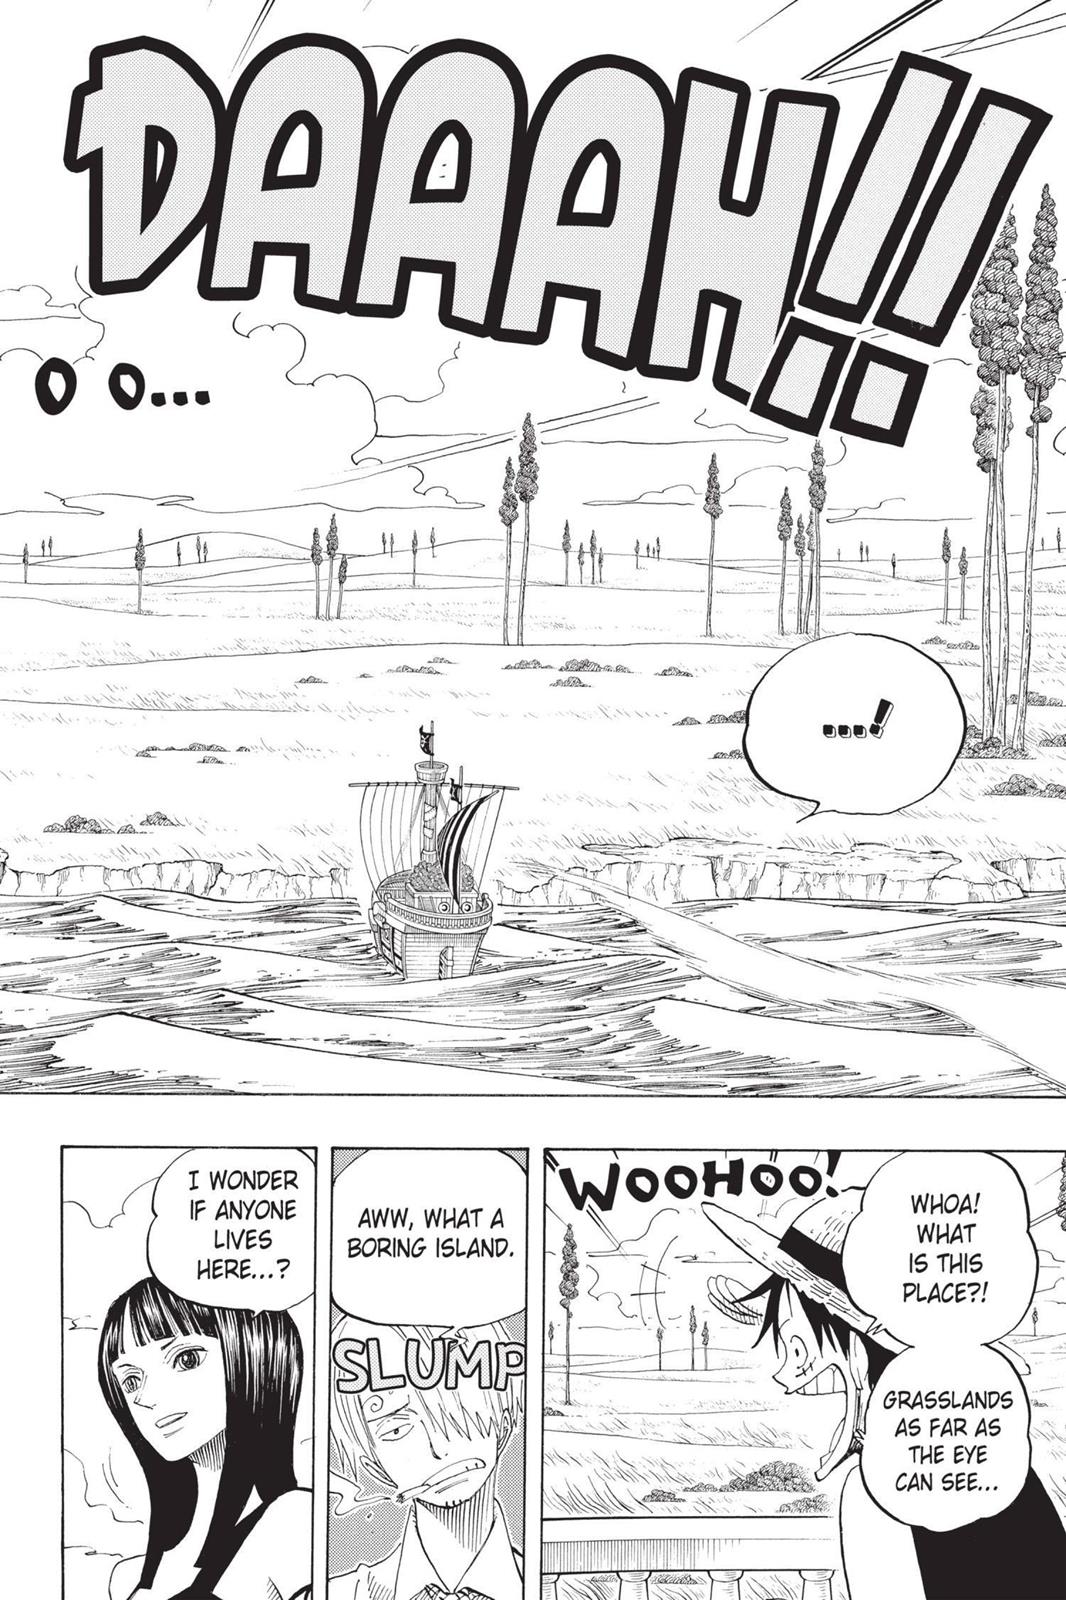 DAAAH!!
O O...
....!
WOOHOO!
WHOA!
WHAT
IS THIS
PLACE?!
GRASSLANDS
AS FAR AS
THE EYE
CAN SEE...
AWW, WHAT A
BORING ISLAND.
SLUMP
I WONDER
IF ANYONE
LIVES
HERE...?